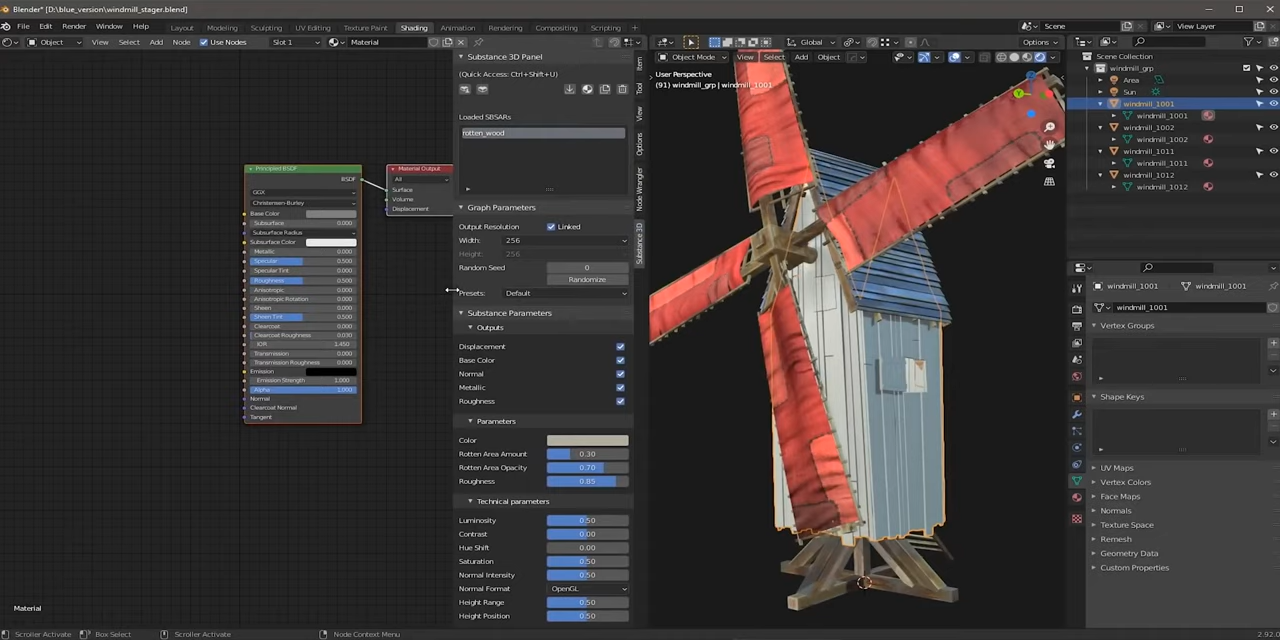 Blender* [D:\blue_version\windmill_stager.blend]
File Edit Render Window Help Layout Modeling Sculpting UV Editing Texture Paint Shading Animation Rendering Compositing Scripting Scene View Layer
Object View Select Add Node Use Nodes Slot 1 Material Global Options
Substance 3D Panel
(Quick Access: Ctrl+Shift+U)
Loaded SBSARs
rotten_wood
Graph Parameters
Output Resolution Linked
Width: 256
Height: 256
Random Seed 0
Randomize
Presets: Default
Substance Parameters
Outputs
Displacement
Base Color
Normal
Metallic
Roughness
Parameters
Color
Rotten Area Amount 0.30
Rotten Area Opacity 0.70
Roughness 0.85
Technical parameters
Luminosity 0.50
Contrast 0.00
Hue Shift 0.00
Saturation 0.50
Normal Intensity 0.50
Normal Format OpenGL
Height Range 0.50
Height Position 0.50
Item
Tool
View
Options
Node Wrangler
Substance 3D
Principled BSDF
BSDF
GGX
Christensen-Burley
Base Color
Subsurface 0.000
Subsurface Radius
Subsurface Color
Metallic 0.000
Specular 0.500
Specular Tint 0.000
Roughness 0.500
Anisotropic 0.000
Anisotropic Rotation 0.000
Sheen 0.000
Sheen Tint 0.500
Clearcoat 0.000
Clearcoat Roughness 0.030
IOR 1.450
Transmission 0.000
Transmission Roughness 0.000
Emission
Emission Strength 1.000
Alpha 1.000
Normal
Clearcoat Normal
Tangent
Material Output
All
Surface
Volume
Displacement
Material
Object Mode View Select Add Object
User Perspective
(91) windmill_grp | windmill_1001
Y
Scene Collection
windmill_grp
Area
Sun
windmill_1001
windmill_1001
windmill_1002
windmill_1002
windmill_1011
windmill_1011
windmill_1012
windmill_1012
windmill_1001 windmill_1001
windmill_1001
Vertex Groups
Shape Keys
UV Maps
Vertex Colors
Face Maps
Normals
Texture Space
Remesh
Geometry Data
Custom Properties
Scroller Activate Box Select Scroller Activate Node Context Menu 2.92.0